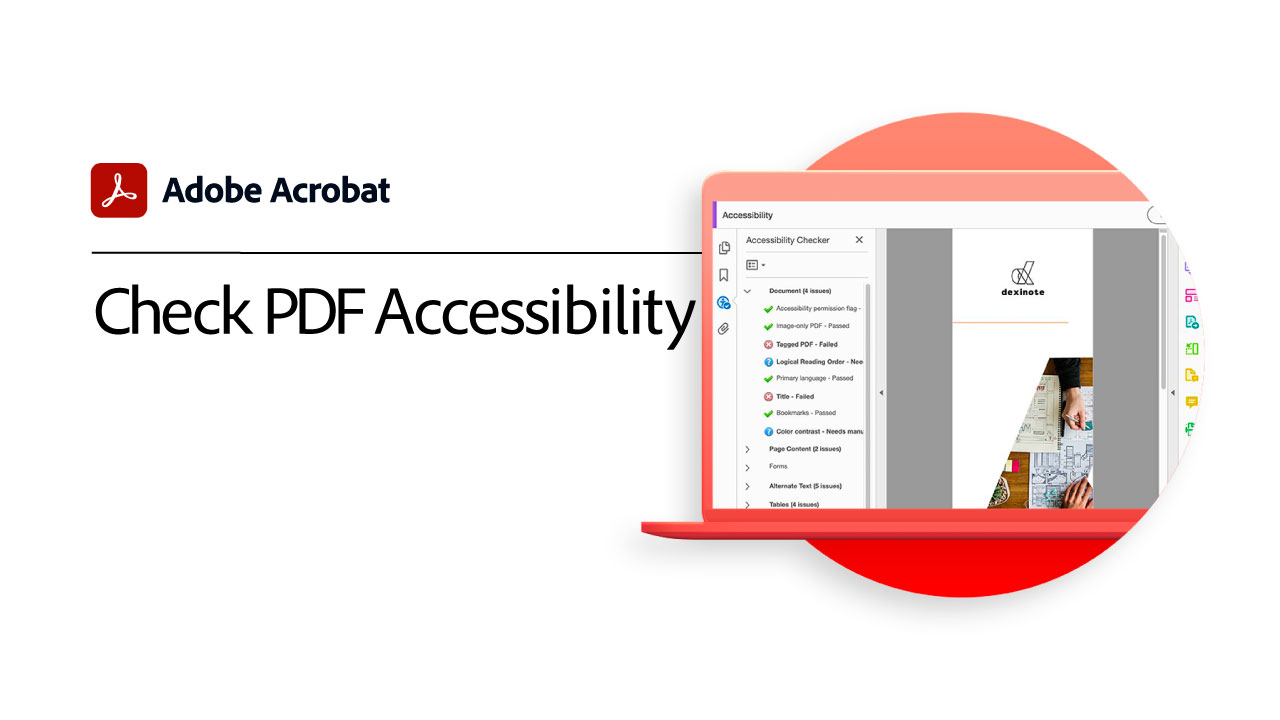 Adobe Acrobat
Check PDF Accessibility
Accessibility
Accessibility Checker
Document (4 issues)
Accessibility permission flag -
Image-only PDF - Passed
Tagged PDF - Failed
Logical Reading Order - Nee
Primary language - Passed
Title - Failed
Bookmarks - Passed
Color contrast - Needs manu
Page Content (2 issues)
Forms
Alternate Text (5 issues)
Tables (4 issues)
dexinote